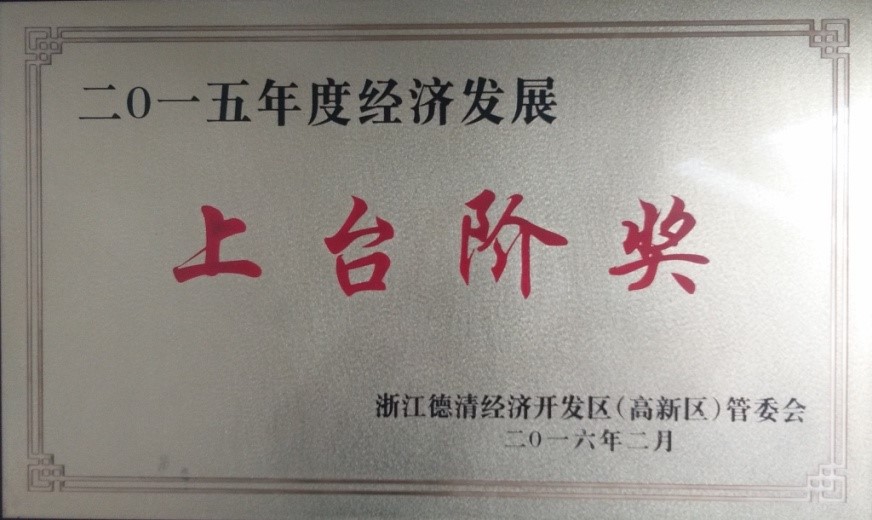 二〇一五年度经济发展
上台阶奖
浙江德清经济开发区(高新区)管委会
二〇一六年二月